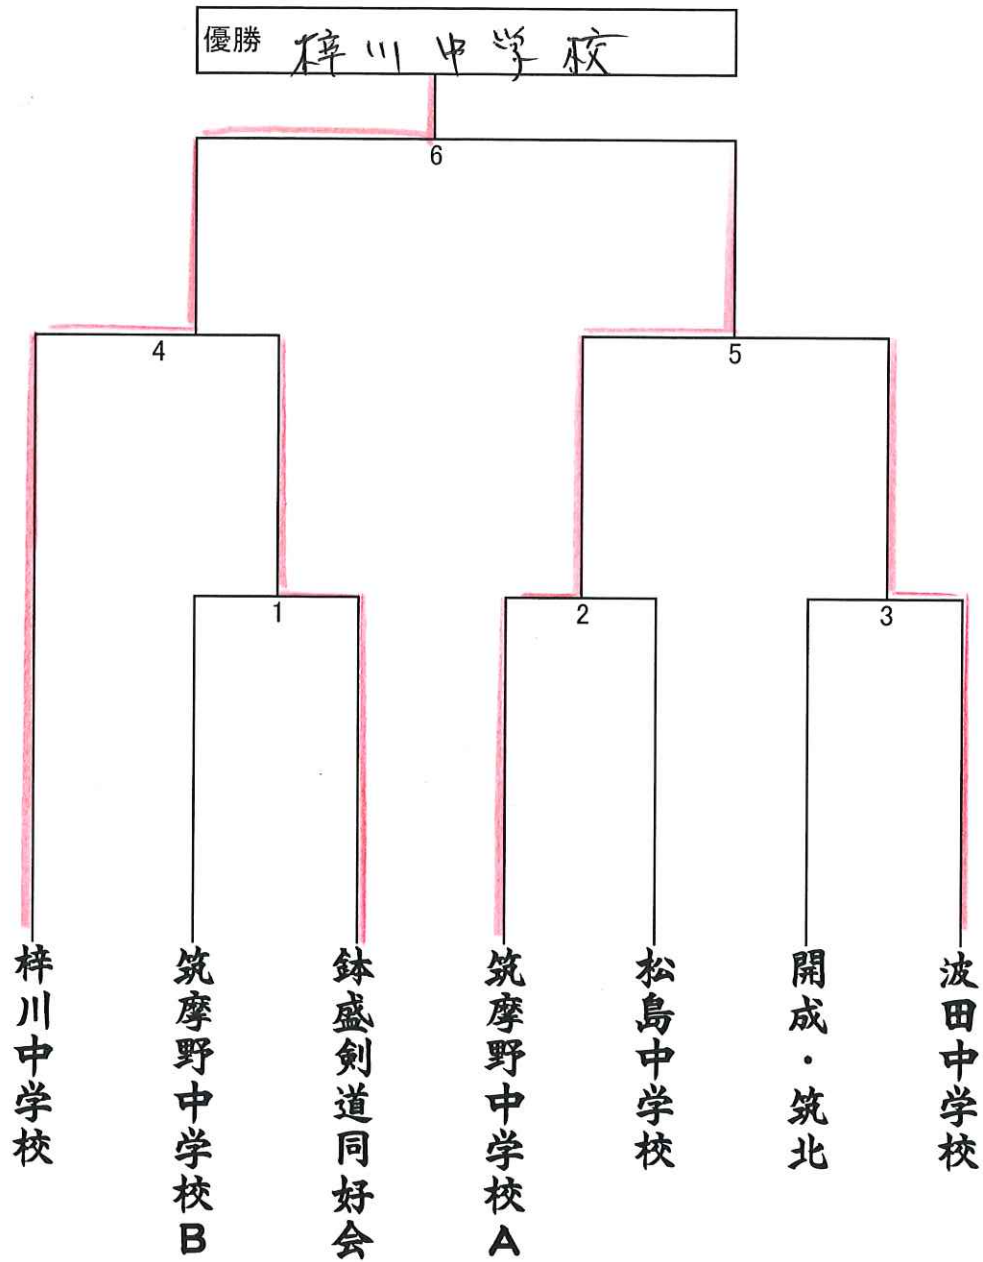 優勝 梓川中学校
6
4
5
1
2
3
梓川中学校
筑摩野中学校B
鉢盛剣道同好会
筑摩野中学校A
松島中学校
開成・筑北
波田中学校